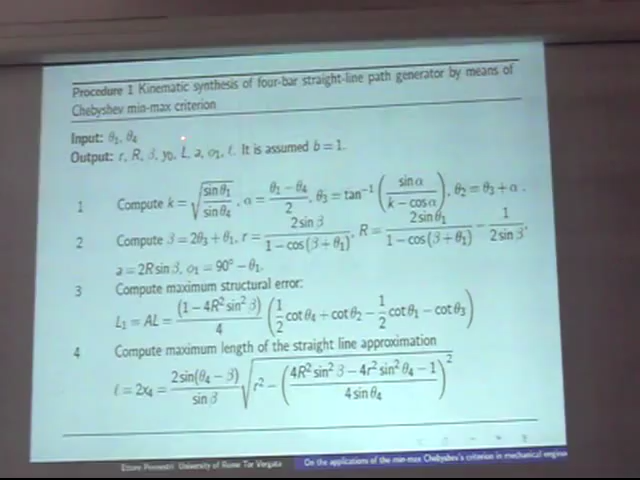 Procedure 1 Kinematic synthesis of four-bar straight-line path generator by means of
Chebyshev min-max criterion
Input: θ₁, θ₄
Output: r, R, β, y₀, L, a, o₁, ℓ. It is assumed b = 1.
1 Compute k = √(sin θ₁ / sin θ₄), α = (θ₁ − θ₄)/2, θ₃ = tan⁻¹(sin α / (k − cos α)), θ₂ = θ₃ + α.
2 Compute β = 2θ₃ + θ₁, r = 2 sin β / (1 − cos(β + θ₁)), R = 2 sin θ₁ / (1 − cos(β + θ₁)) − 1 / (2 sin β),
a = 2R sin β, o₁ = 90° − θ₁.
3 Compute maximum structural error:
L₁ = AL = ((1 − 4R² sin² β)/4) (½ cot θ₄ + cot θ₂ − ½ cot θ₁ − cot θ₃)
4 Compute maximum length of the straight line approximation
ℓ = 2x₄ = (2 sin(θ₄ − β) / sin β) √(r² − ((4R² sin² β − 4r² sin² θ₄ − 1) / (4 sin θ₄))²)
Ettore Pennestrì University of Rome Tor Vergata On the applications of the min-max Chebyshev's criterion in mechanical engine